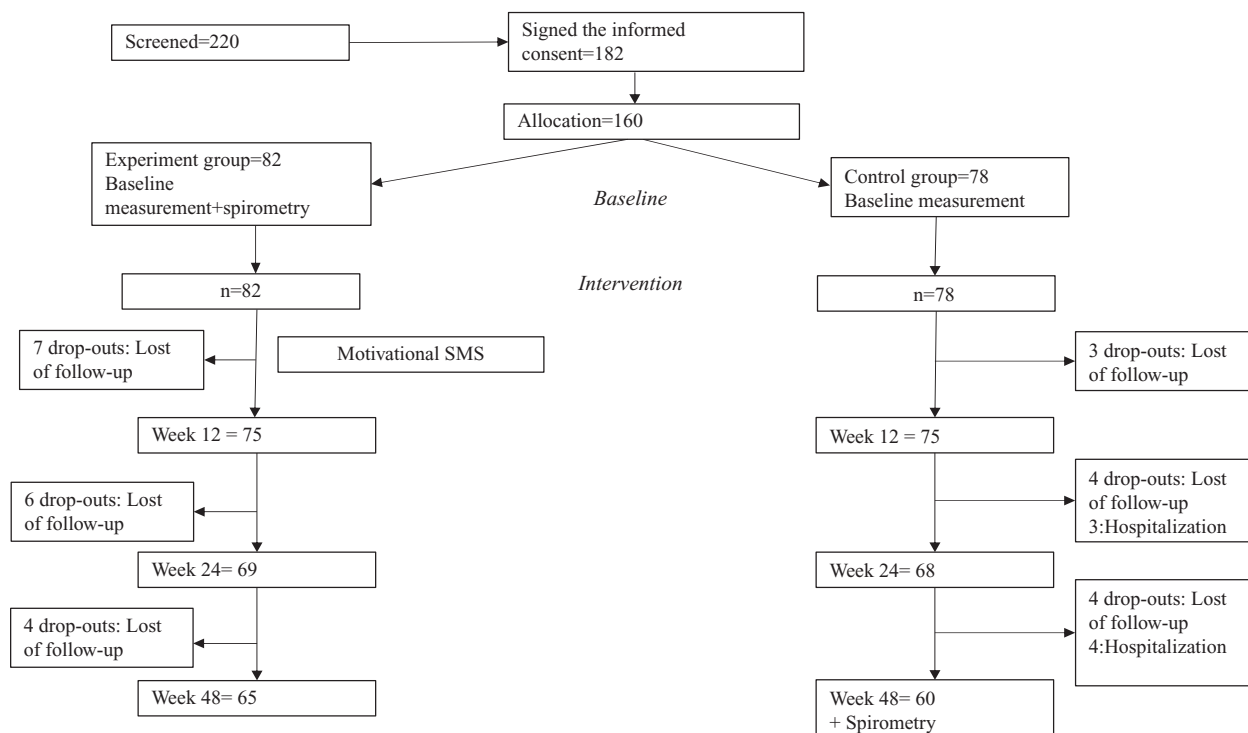 Screened=220
Signed the informed
consent=182
Allocation=160
Experiment group=82
Baseline
measurement+spirometry
Baseline
Control group=78
Baseline measurement
n=82
Intervention
n=78
7 drop-outs: Lost
of follow-up
Motivational SMS
3 drop-outs: Lost
of follow-up
Week 12 = 75
Week 12 = 75
6 drop-outs: Lost
of follow-up
4 drop-outs: Lost
of follow-up
3:Hospitalization
Week 24= 69
Week 24= 68
4 drop-outs: Lost
of follow-up
4 drop-outs: Lost
of follow-up
4:Hospitalization
Week 48= 65
Week 48= 60
+ Spirometry